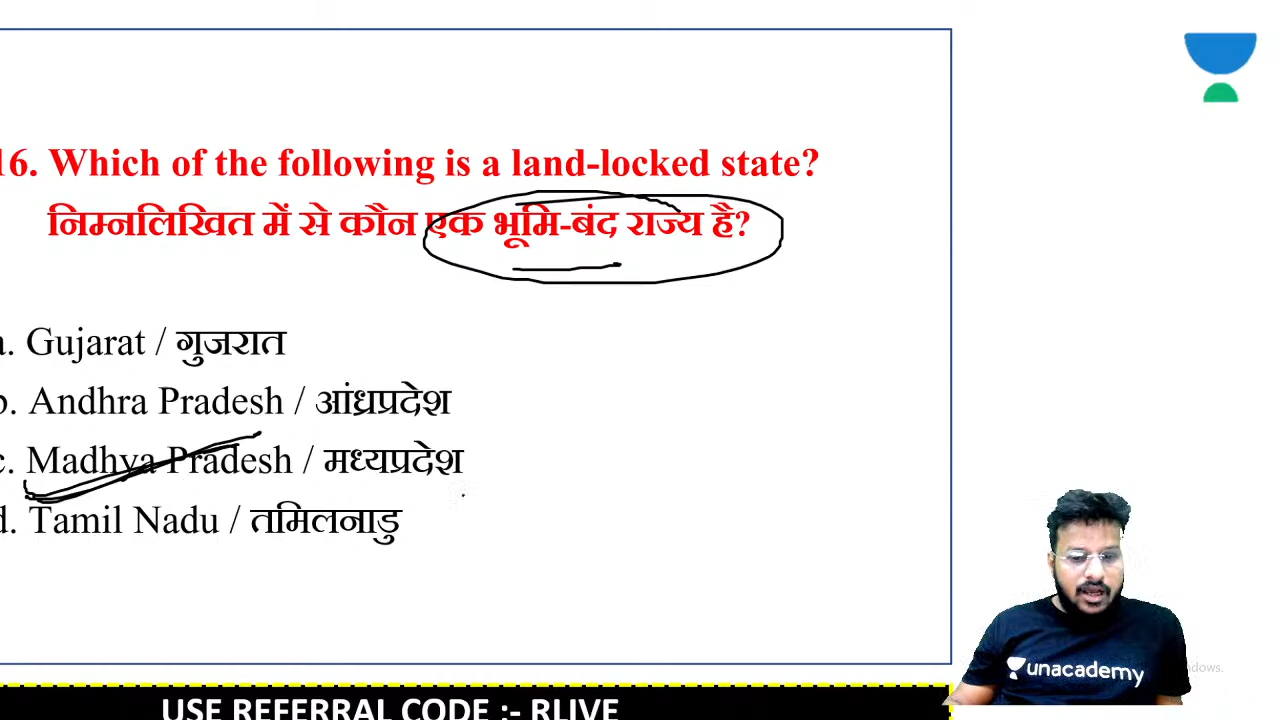 16. Which of the following is a land-locked state?
निम्नलिखित में से कौन एक भूमि-बंद राज्य है?
a. Gujarat / गुजरात
b. Andhra Pradesh / आंध्रप्रदेश
c. Madhya Pradesh / मध्यप्रदेश
d. Tamil Nadu / तमिलनाडु
unacademy
USE REFERRAL CODE :- RLIVE